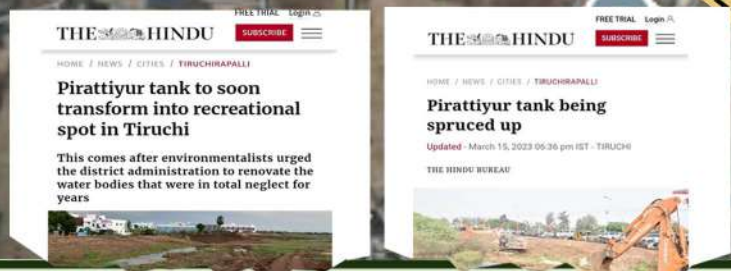 FREE TRIAL Login
THE HINDU
SUBSCRIBE
HOME / NEWS / CITIES / TIRUCHIRAPALLI
Pirattiyur tank to soon
transform into recreational
spot in Tiruchi
This comes after environmentalists urged
the district administration to renovate the
water bodies that were in total neglect for
years
FREE TRIAL Login
THE HINDU
SUBSCRIBE
HOME / NEWS / CITIES / TIRUCHIRAPALLI
Pirattiyur tank being
spruced up
Updated - March 15, 2023 06:36 pm IST - TIRUCHI
THE HINDU BUREAU